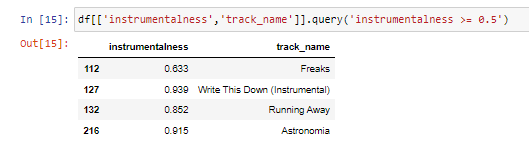 In [15]: df[['instrumentalness','track_name']].query('instrumentalness >= 0.5')
Out[15]:
instrumentalness track_name
112 0.633 Freaks
127 0.939 Write This Down (Instrumental)
132 0.852 Running Away
216 0.915 Astronomia